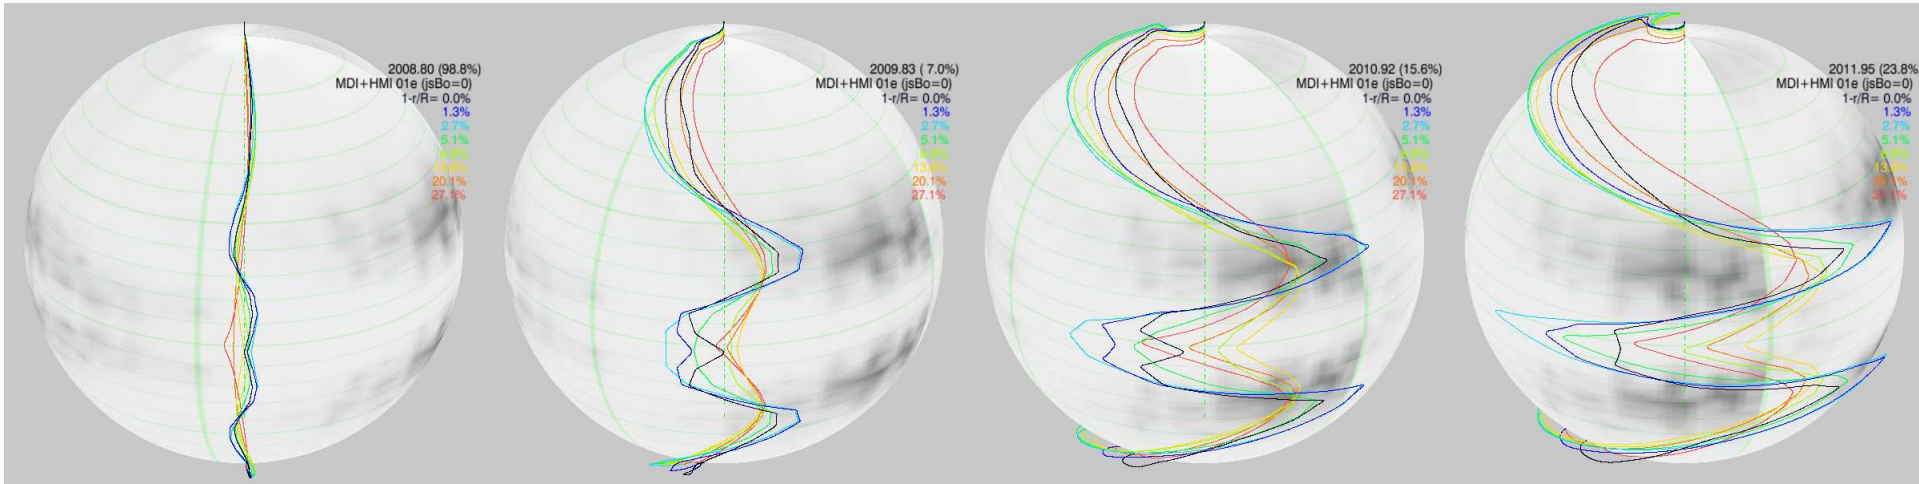 2008.80 (98.8%)
MDI+HMI 01e (jsBo=0)
1-r/R= 0.0%
1.3%
2.7%
5.1%
20.1%
27.1%
2009.83 ( 7.0%)
MDI+HMI 01e (jsBo=0)
1-r/R= 0.0%
1.3%
2.7%
5.1%
20.1%
27.1%
2010.92 (15.6%)
MDI+HMI 01e (jsBo=0)
1-r/R= 0.0%
1.3%
2.7%
5.1%
20.1%
27.1%
2011.95 (23.8%)
MDI+HMI 01e (jsBo=0)
1-r/R= 0.0%
1.3%
2.7%
5.1%